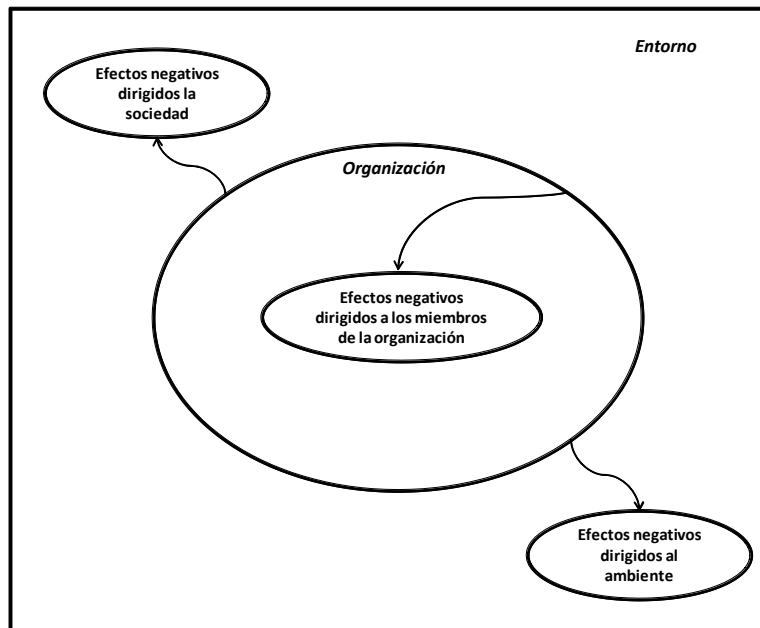 Entorno
Efectos negativos
dirigidos la
sociedad
Organización
Efectos negativos
dirigidos a los miembros
de la organización
Efectos negativos
dirigidos al
ambiente